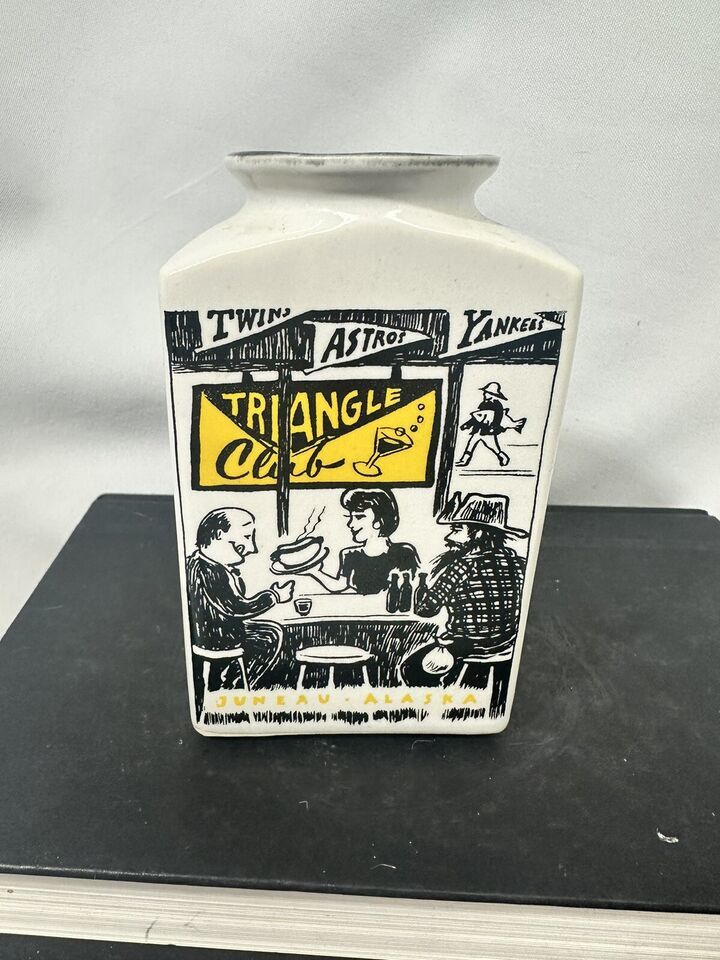 TWINS
ASTROS
YANKEES
TRIANGLE
Club
JUNEAU · ALASKA